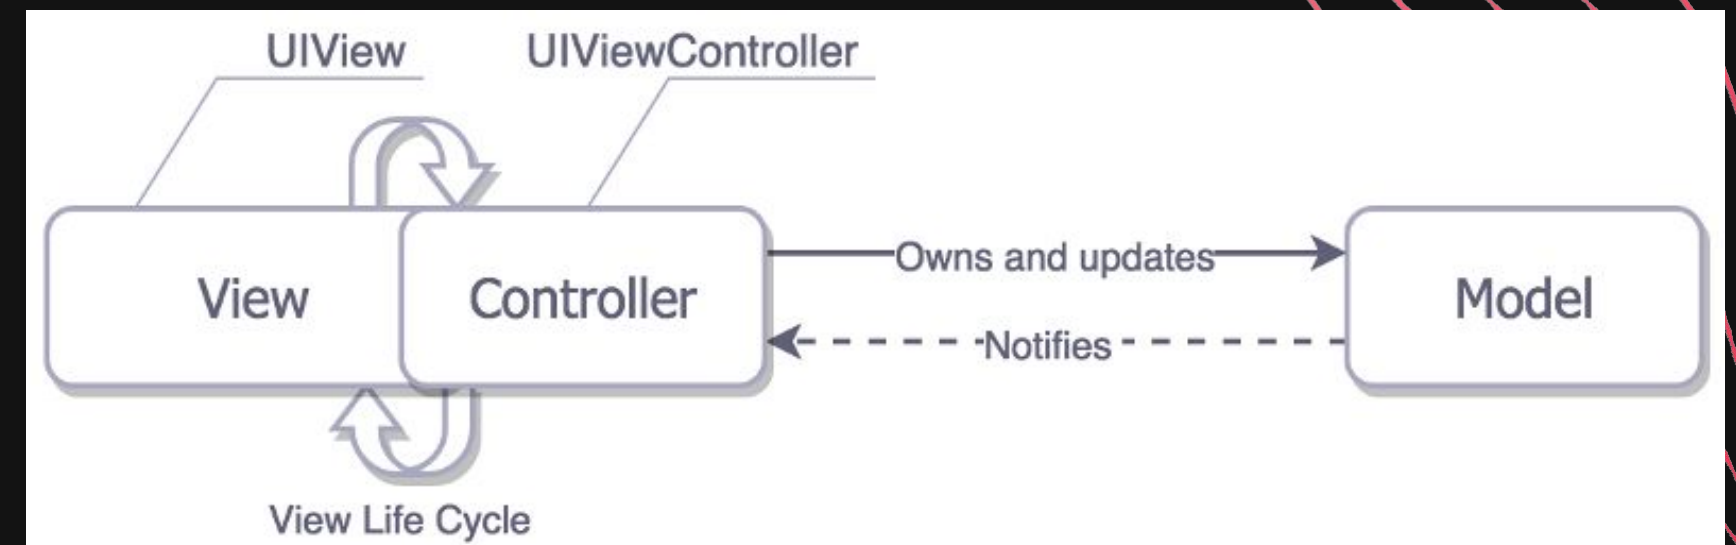 UIView
UIViewController
View
Controller
Owns and updates
Notifies
Model
View Life Cycle